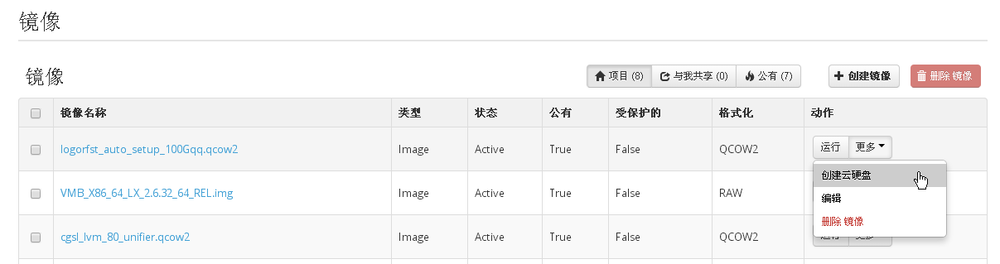 镜像
镜像 项目 (8) 与我共享 (0) 公有 (7) 创建镜像 删除 镜像
镜像名称 类型 状态 公有 受保护的 格式化 动作
logorfst_auto_setup_100Gqq.qcow2 Image Active True False QCOW2 运行 更多
创建云硬盘
VMB_X86_64_LX_2.6.32_64_REL.img Image Active True False RAW 编辑
删除 镜像
cgsl_lvm_80_unifier.qcow2 Image Active True False QCOW2 运行 更多